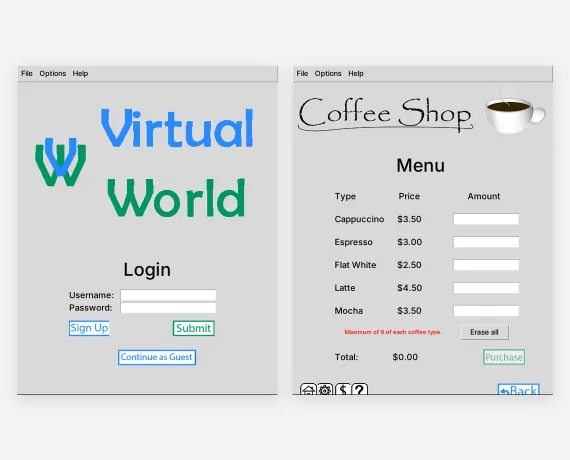 File Options Help
Virtual
World
Login
Username:
Password:
Sign Up Submit
Continue as Guest
File Options Help
Coffee Shop
Menu
Type Price Amount
Cappuccino $3.50
Espresso $3.00
Flat White $2.50
Latte $4.50
Mocha $3.50
Maximum of 9 of each coffee type. Erase all
Total: $0.00 Purchase
$ ? Back